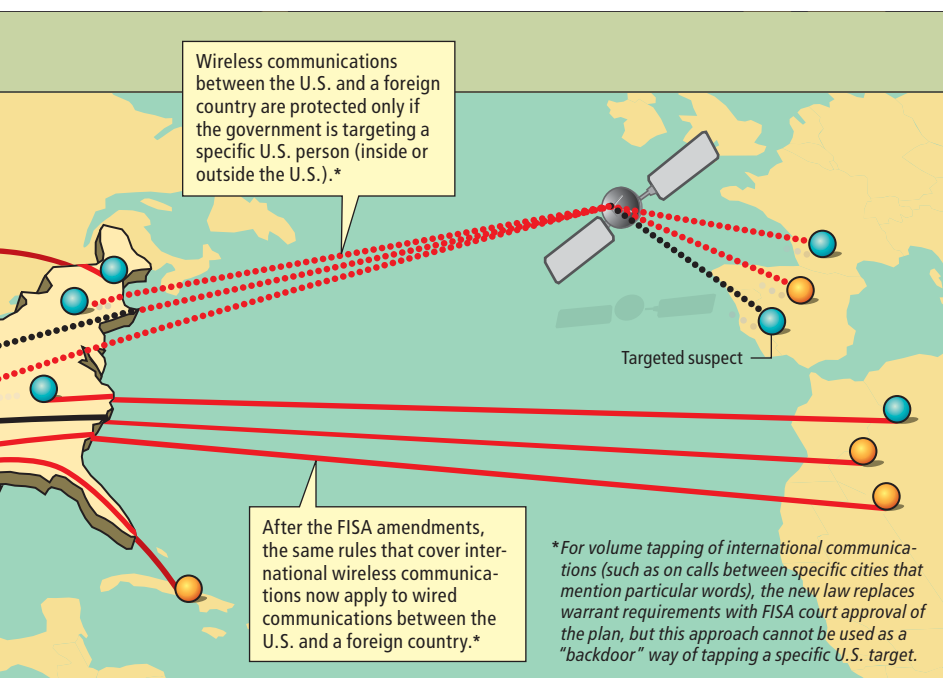 Wireless communications
between the U.S. and a foreign
country are protected only if
the government is targeting a
specific U.S. person (inside or
outside the U.S.).*
Targeted suspect
After the FISA amendments,
the same rules that cover inter-
national wireless communica-
tions now apply to wired
communications between the
U.S. and a foreign country.*
*For volume tapping of international communica-
tions (such as on calls between specific cities that
mention particular words), the new law replaces
warrant requirements with FISA court approval of
the plan, but this approach cannot be used as a
“backdoor” way of tapping a specific U.S. target.